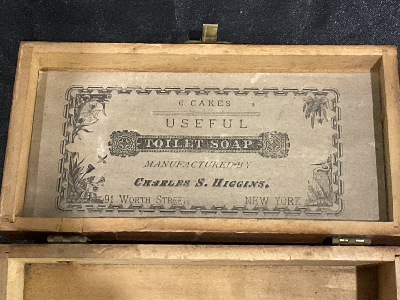 6 CAKES
USEFUL
TOILET SOAP
MANUFACTURED BY
CHARLES S. HIGGINS,
91 WORTH STREET, NEW YORK